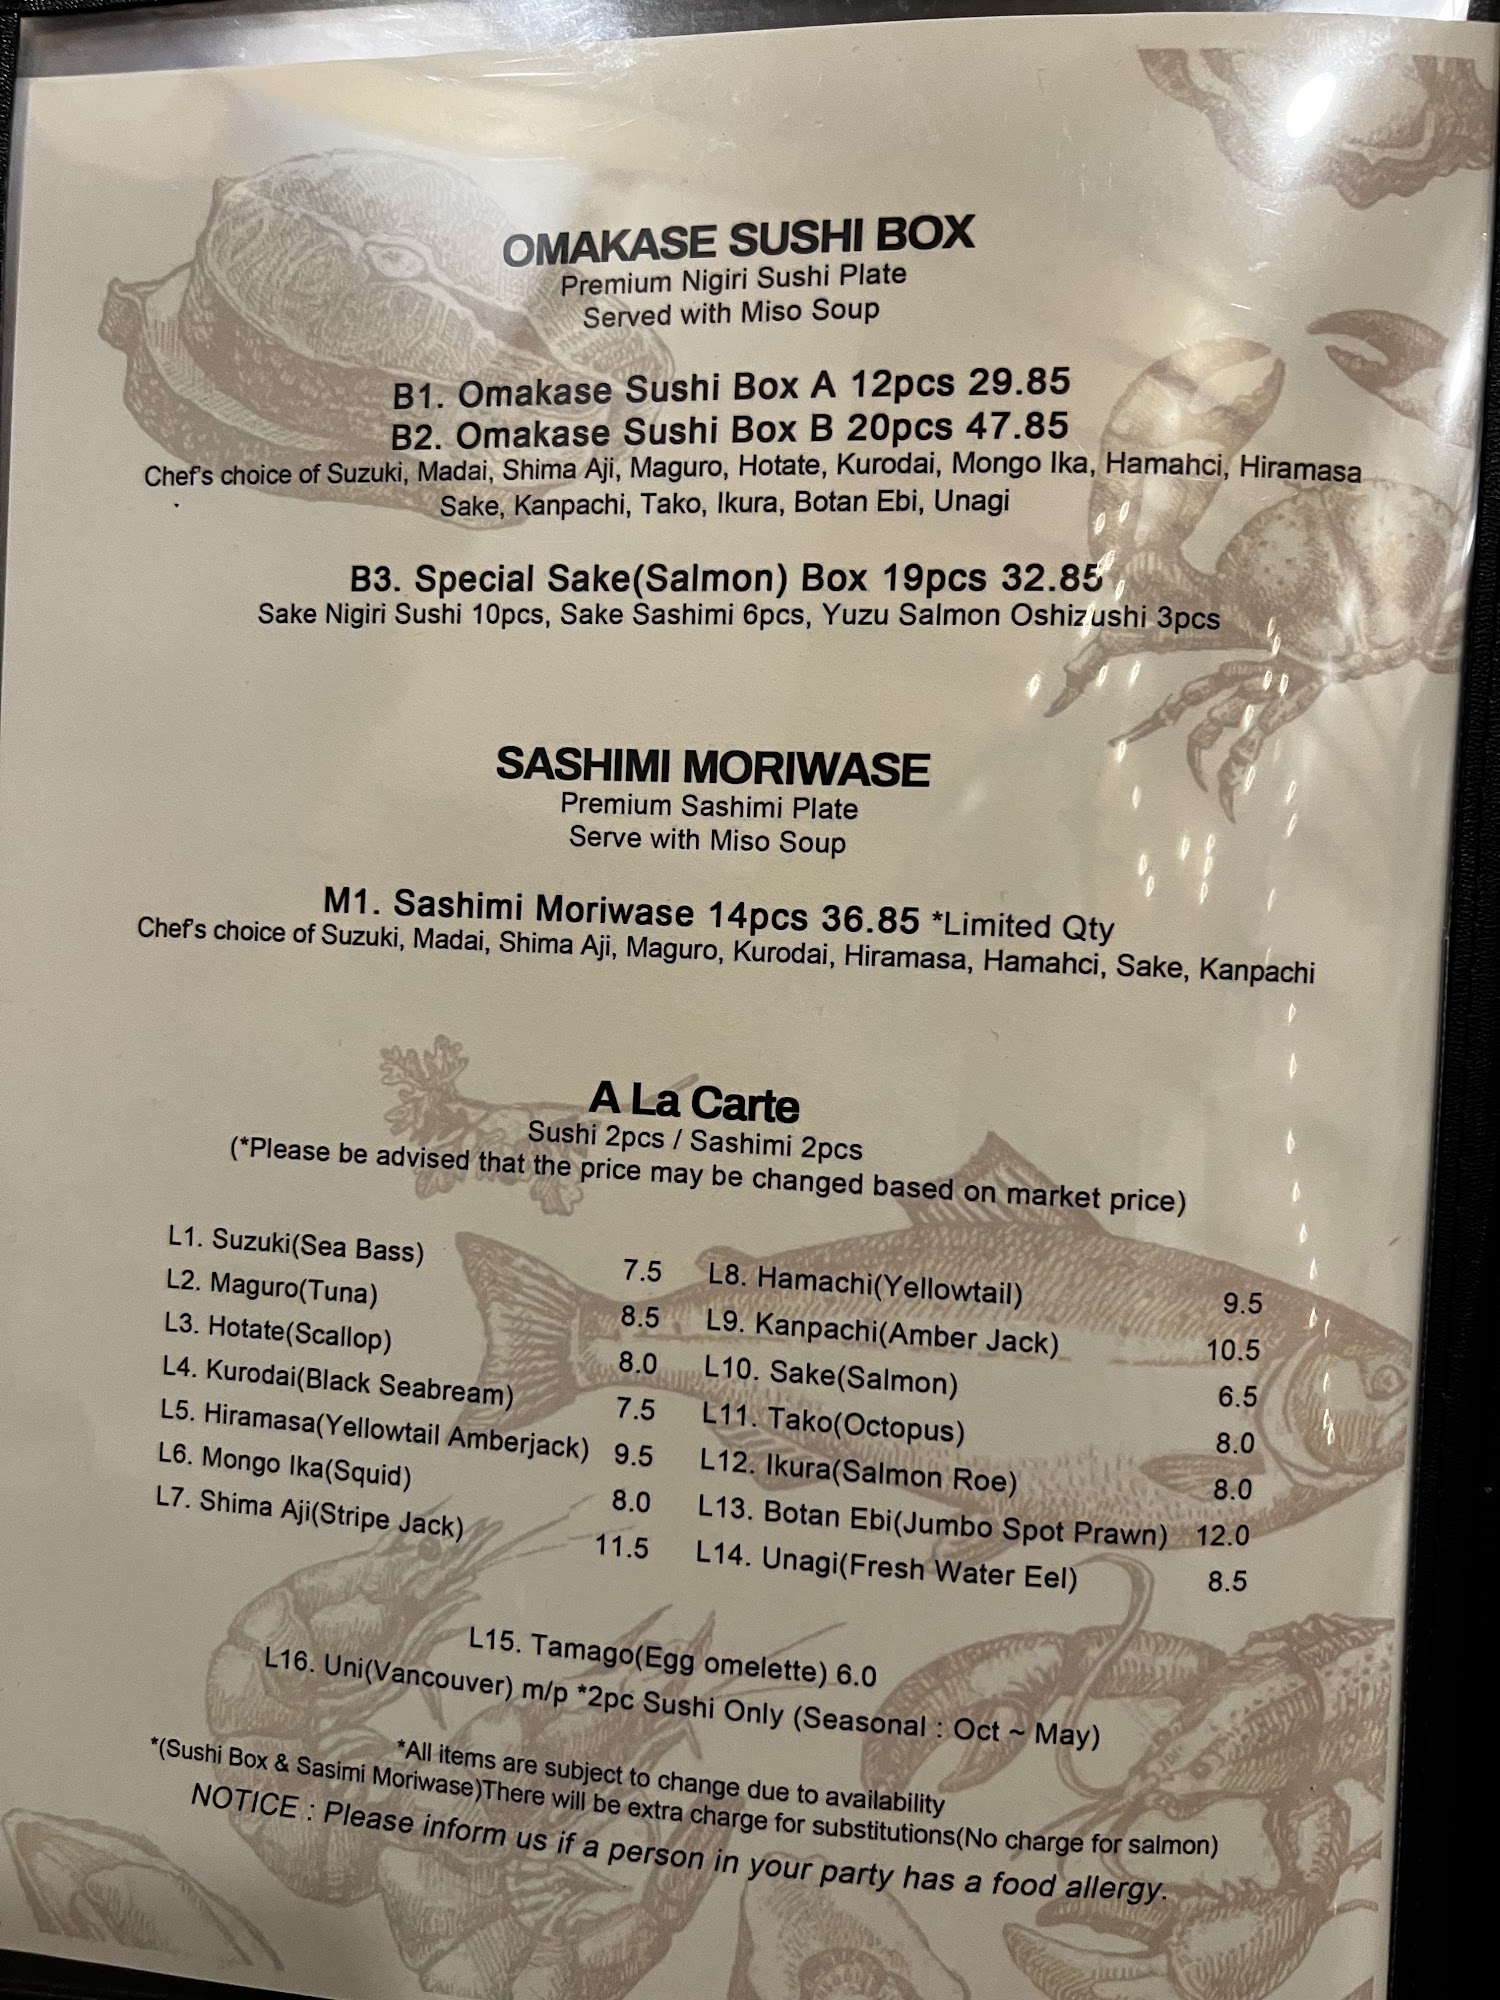 OMAKASE SUSHI BOX
Premium Nigiri Sushi Plate
Served with Miso Soup
B1. Omakase Sushi Box A 12pcs 29.85
B2. Omakase Sushi Box B 20pcs 47.85
Chef's choice of Suzuki, Madai, Shima Aji, Maguro, Hotate, Kurodai, Mongo Ika, Hamahci, Hiramasa
Sake, Kanpachi, Tako, Ikura, Botan Ebi, Unagi
B3. Special Sake(Salmon) Box 19pcs 32.85
Sake Nigiri Sushi 10pcs, Sake Sashimi 6pcs, Yuzu Salmon Oshizushi 3pcs
SASHIMI MORIWASE
Premium Sashimi Plate
Serve with Miso Soup
M1. Sashimi Moriwase 14pcs 36.85 *Limited Qty
Chef's choice of Suzuki, Madai, Shima Aji, Maguro, Kurodai, Hiramasa, Hamahci, Sake, Kanpachi
A La Carte
Sushi 2pcs / Sashimi 2pcs
(*Please be advised that the price may be changed based on market price)
L1. Suzuki(Sea Bass) 7.5
L2. Maguro(Tuna) 8.5
L3. Hotate(Scallop) 8.0
L4. Kurodai(Black Seabream) 7.5
L5. Hiramasa(Yellowtail Amberjack) 9.5
L6. Mongo Ika(Squid) 8.0
L7. Shima Aji(Stripe Jack) 11.5
L8. Hamachi(Yellowtail) 9.5
L9. Kanpachi(Amber Jack) 10.5
L10. Sake(Salmon) 6.5
L11. Tako(Octopus) 8.0
L12. Ikura(Salmon Roe) 8.0
L13. Botan Ebi(Jumbo Spot Prawn) 12.0
L14. Unagi(Fresh Water Eel) 8.5
L15. Tamago(Egg omelette) 6.0
L16. Uni(Vancouver) m/p *2pc Sushi Only (Seasonal : Oct ~ May)
*All items are subject to change due to availability
*(Sushi Box & Sasimi Moriwase)There will be extra charge for substitutions(No charge for salmon)
NOTICE : Please inform us if a person in your party has a food allergy.